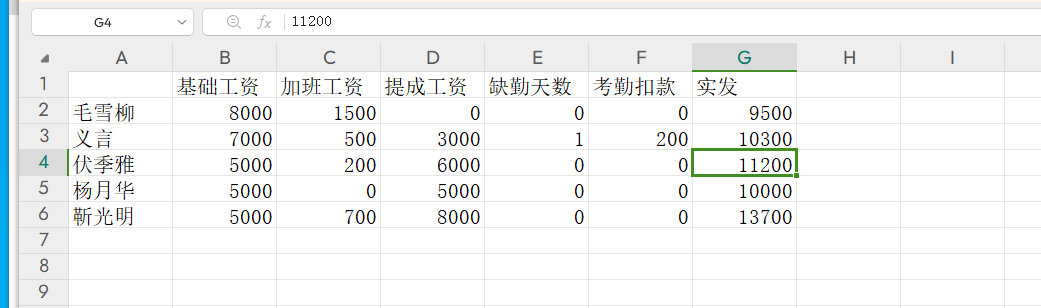 G4 fx 11200
A B C D E F G H I
1 基础工资 加班工资 提成工资 缺勤天数 考勤扣款 实发
2 毛雪柳 8000 1500 0 0 0 9500
3 义言 7000 500 3000 1 200 10300
4 伏季雅 5000 200 6000 0 0 11200
5 杨月华 5000 0 5000 0 0 10000
6 靳光明 5000 700 8000 0 0 13700
7
8
9